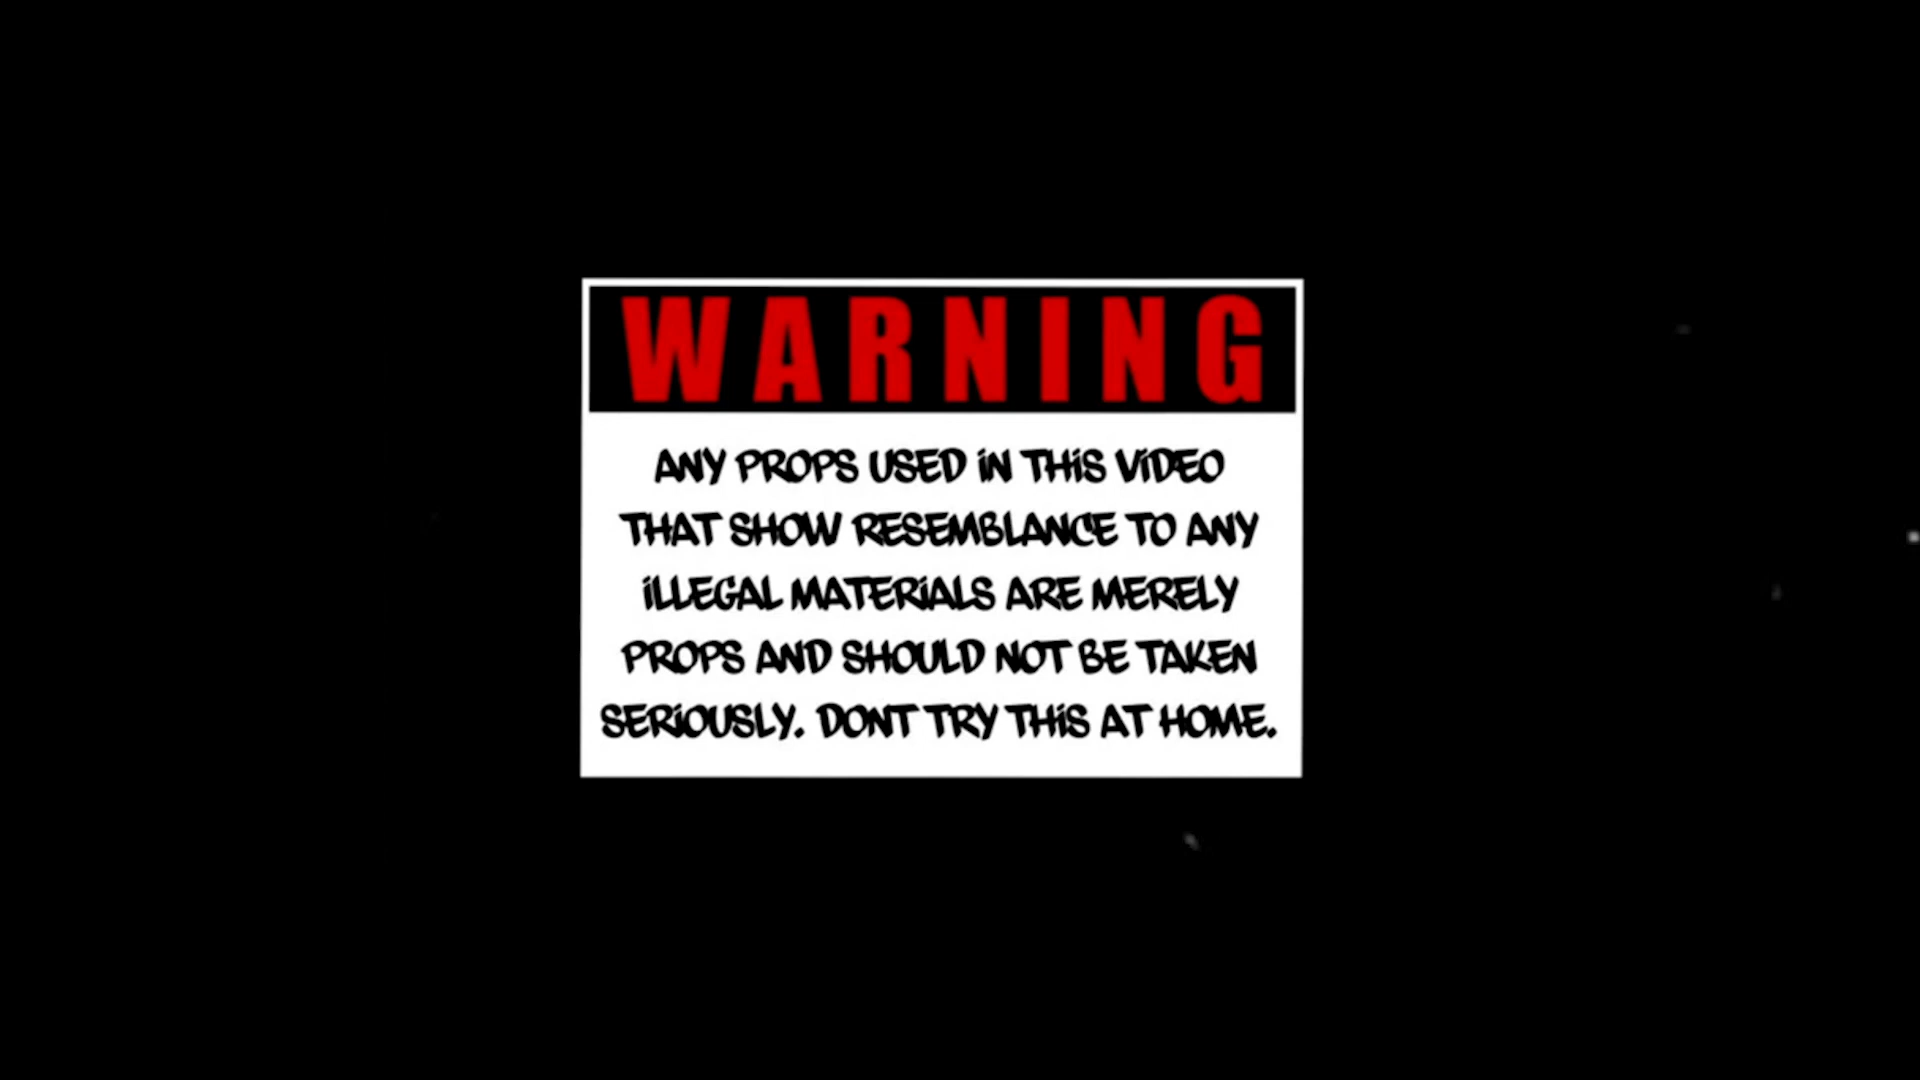 WARNING
ANY PROPS USED iN THiS ViDEO
THAT SHOW RESEMBLANCE TO ANY
iLLEGAL MATERiALS ARE MERELY
PROPS AND SHOULD NOT BE TAKEN
SERiOUSLY. DONT TRY THiS AT HOME.